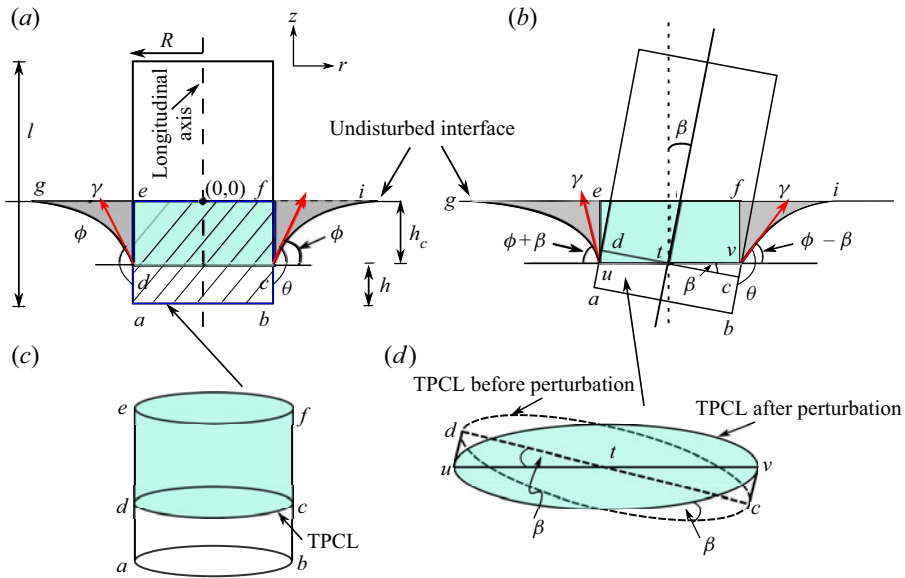 (a)
R
z
r
Longitudinal
axis
l
Undisturbed interface
g
γ
e
(0,0)
f
i
ϕ
ϕ
h_c
d
c
θ
h
a
b
(b)
β
g
γ
e
f
γ
i
ϕ + β
d
t
v
ϕ − β
u
β
c
θ
a
b
(c)
e
f
d
c
TPCL
a
b
(d)
TPCL before perturbation
TPCL after perturbation
d
t
u
v
β
c
β